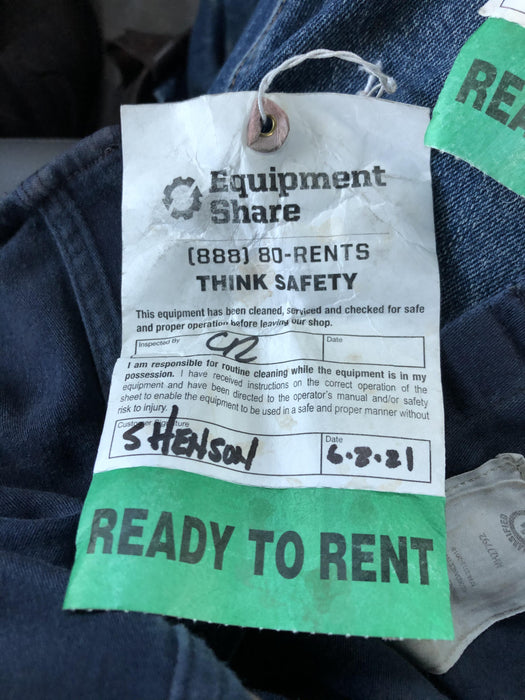 Equipment
Share
(888) 80-RENTS
THINK SAFETY
This equipment has been cleaned, serviced and checked for safe
and proper operation before leaving our shop.
Inspected By CR Date
I am responsible for routine cleaning while the equipment is in my
possession. I have received instructions on the correct operation of the
equipment and have been directed to the operator's manual and/or safety
sheet to enable the equipment to be used in a safe and proper manner without
risk to injury.
Customer Signature Date
S HENSON 6.8.21
READY TO RENT
REA
MH07792